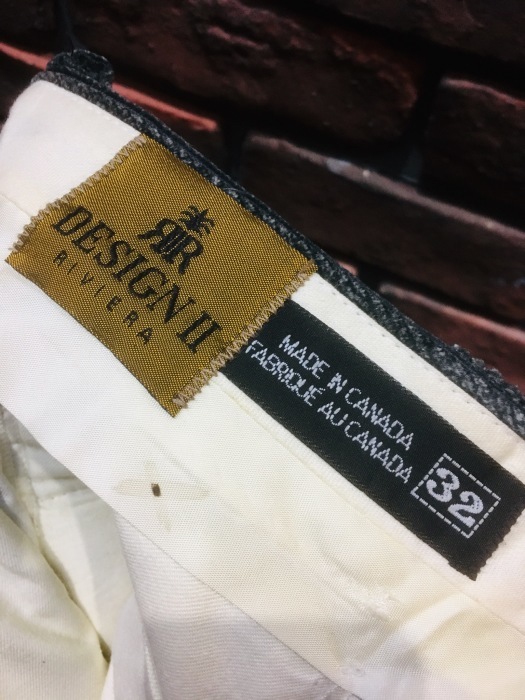 RR
DESIGN II
RIVIERA
MADE IN CANADA
FABRIQUÉ AU CANADA
32